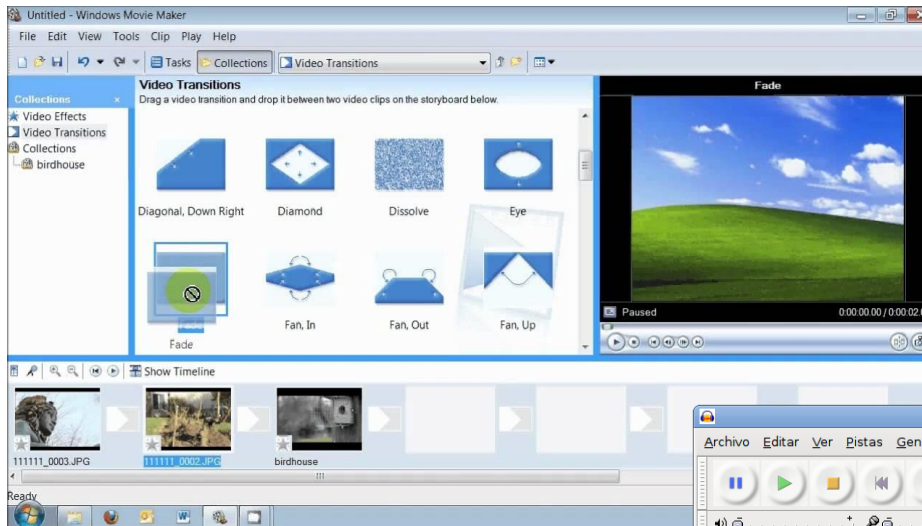 Untitled - Windows Movie Maker
File Edit View Tools Clip Play Help
Tasks Collections Video Transitions
Collections
Video Effects
Video Transitions
Collections
birdhouse
Video Transitions
Drag a video transition and drop it between two video clips on the storyboard below.
Diagonal, Down Right Diamond Dissolve Eye
Fade Fan, In Fan, Out Fan, Up
Fade
Fade
Paused 0:00:00.00 / 0:00:02.0
Show Timeline
111111_0003.JPG 111111_0002.JPG birdhouse
Ready
Archivo Editar Ver Pistas Gen